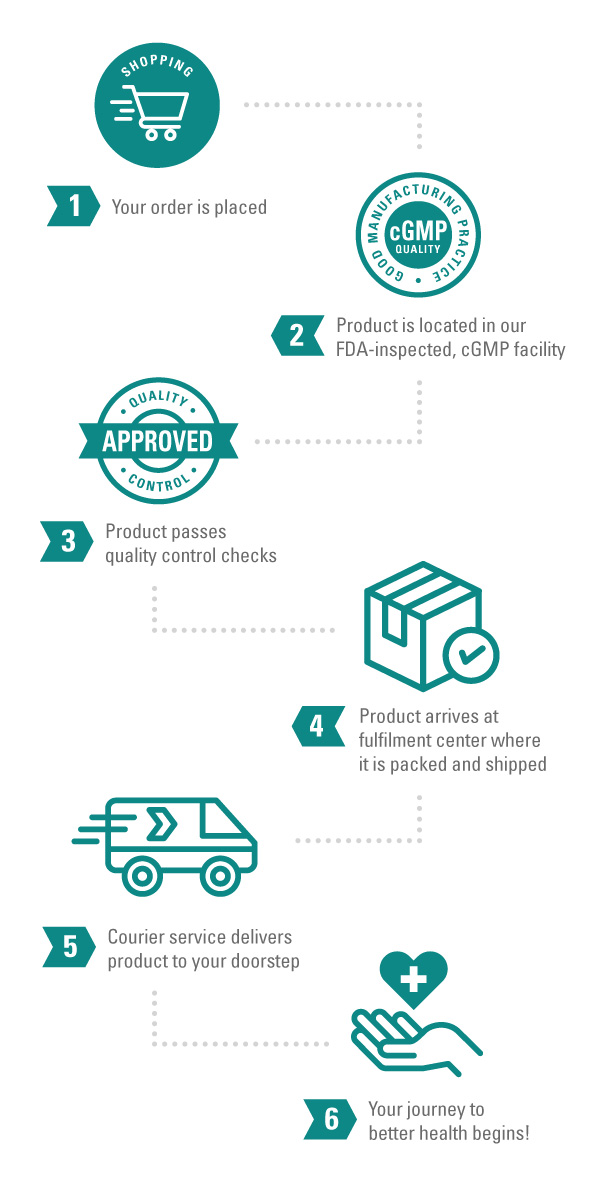 SHOPPING
1
Your order is placed
GOOD MANUFACTURING PRACTICE
cGMP
QUALITY
2
Product is located in our
FDA-inspected, cGMP facility
QUALITY
APPROVED
CONTROL
3
Product passes
quality control checks
4
Product arrives at
fulfilment center where
it is packed and shipped
5
Courier service delivers
product to your doorstep
6
Your journey to
better health begins!